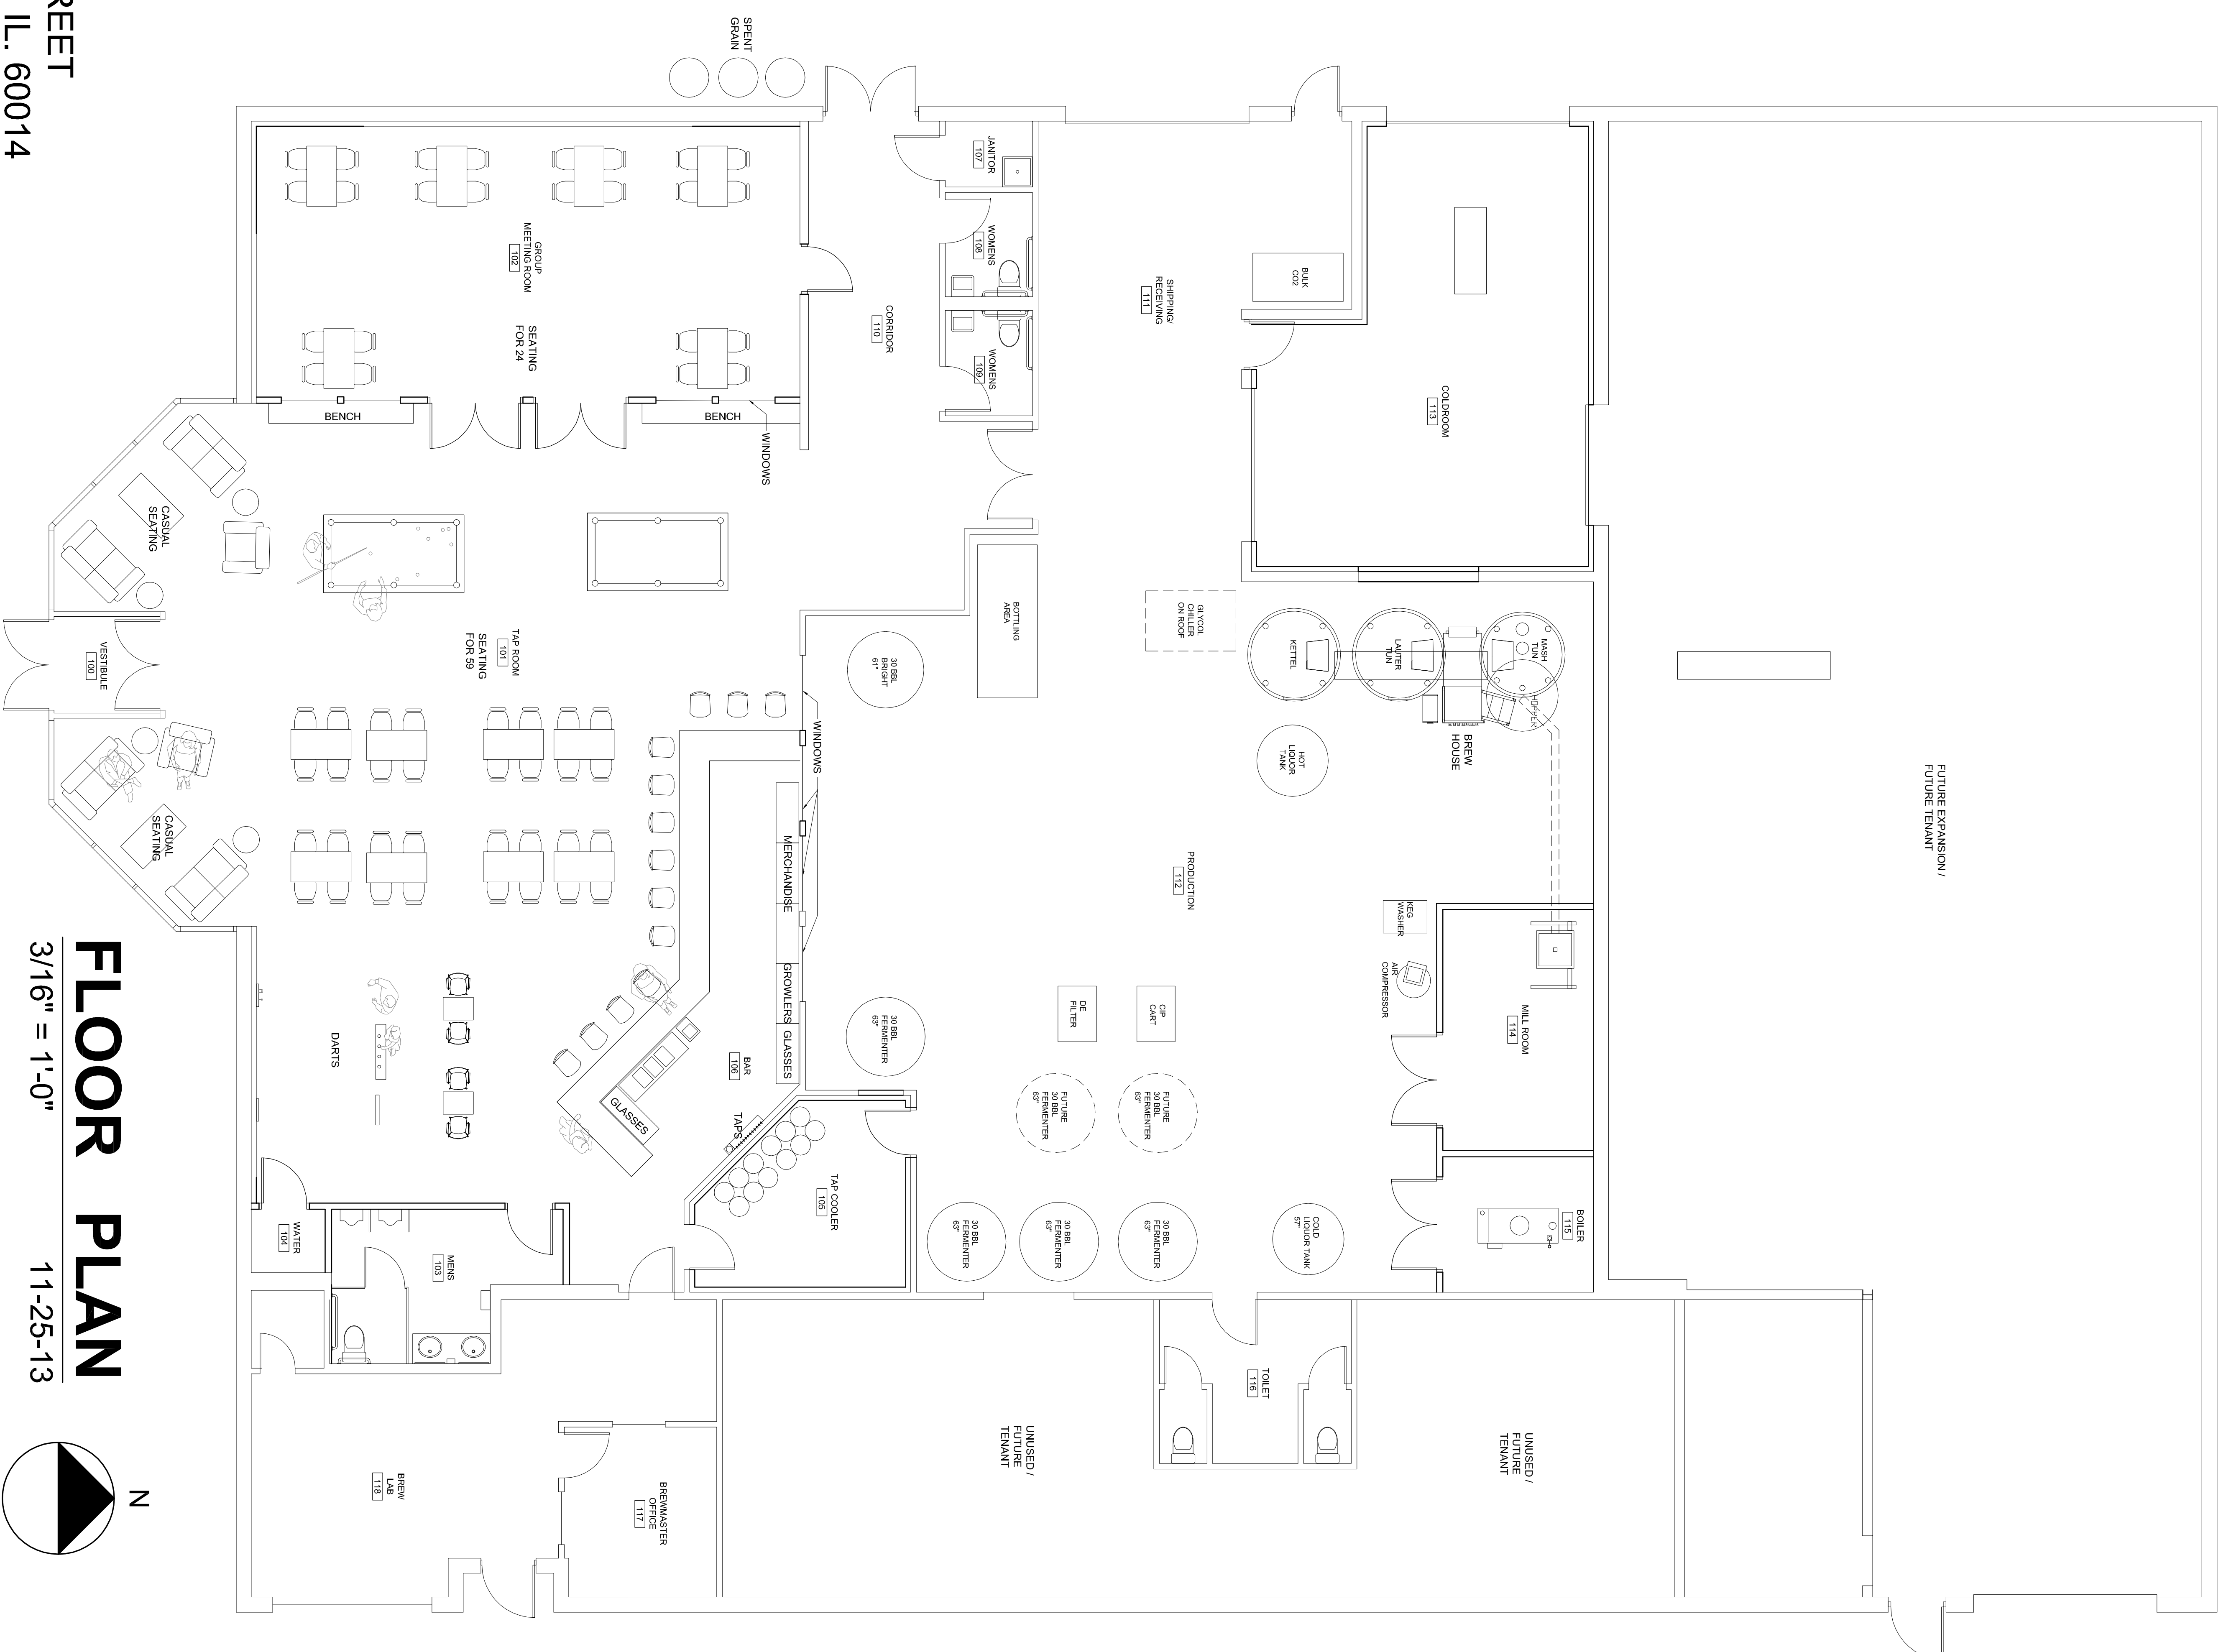 FUTURE EXPANSION /
FUTURE TENANT
BOILER
115
MASH
TUN
HOPPER
MILL ROOM
114
UNUSED /
FUTURE
TENANT
BREW
HOUSE
COLDROOM
113
LAUTER
TUN
KEG
WASHER
AIR
COMPRESSOR
BULK
CO2
KETTEL
HOT
LIQUOR
TANK
COLD
LIQUOR TANK
57"
TOILET
116
GLYCOL
CHILLER
ON ROOF
PRODUCTION
112
SHIPPING/
RECEIVING
111
CIP
CART
FUTURE
30 BBL
FERMENTER
63"
30 BBL
FERMENTER
63"
DE
FILTER
FUTURE
30 BBL
FERMENTER
63"
30 BBL
FERMENTER
63"
UNUSED /
FUTURE
TENANT
BOTTLING
AREA
JANITOR
107
WOMENS
108
WOMENS
109
30 BBL
FERMENTER
63"
CORRIDOR
110
30 BBL
BRIGHT
61"
30 BBL
FERMENTER
63"
TAP COOLER
105
WINDOWS
MERCHANDISE
GROWLERS
GLASSES
SPENT
GRAIN
WINDOWS
BAR
106
TAPS
BENCH
GLASSES
BREWMASTER
OFFICE
117
GROUP
MEETING ROOM
102
SEATING
FOR 24
TAP ROOM
101
SEATING
FOR 59
MENS
103
BREW
LAB
118
BENCH
DARTS
WATER
104
CASUAL
SEATING
CASUAL
SEATING
VESTIBULE
100
N
FLOOR PLAN
3/16" = 1'-0"
11-25-13
REET
IL. 60014